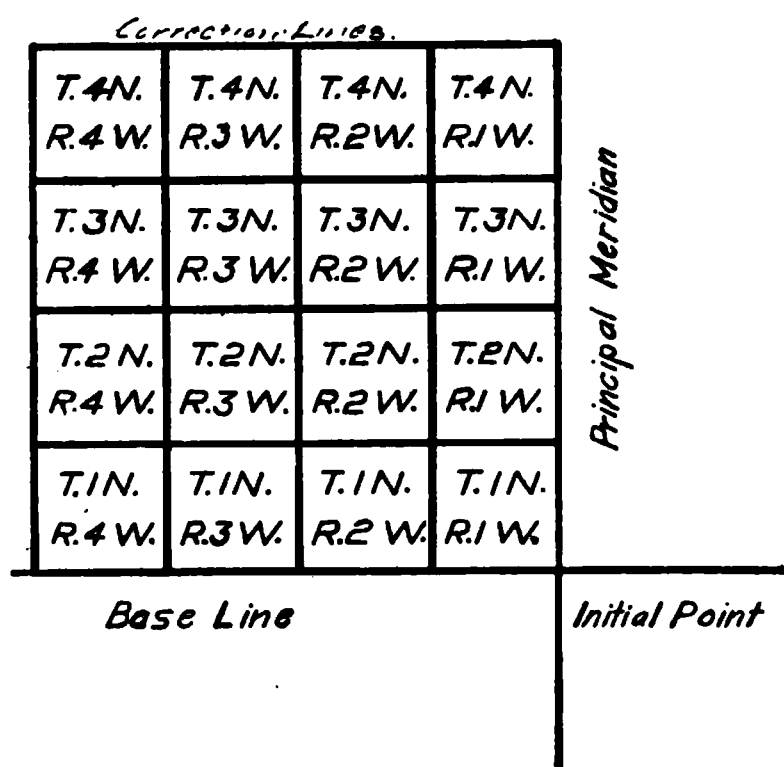 Correction Lines.
T.4N. T.4N. T.4N. T.4N.
R.4W. R.3W. R.2W. R.1W.
T.3N. T.3N. T.3N. T.3N.
R.4W. R.3W. R.2W. R.1W.
Principal Meridian
T.2N. T.2N. T.2N. T.2N.
R.4W. R.3W. R.2W. R.1W.
T.1N. T.1N. T.1N. T.1N.
R.4W. R.3W. R.2W. R.1W.
Base Line Initial Point